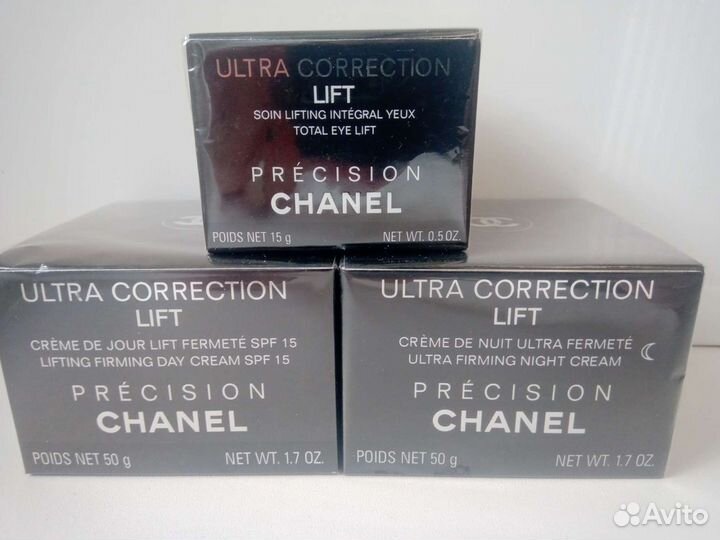 ULTRA CORRECTION
LIFT
SOIN LIFTING INTÉGRAL YEUX
TOTAL EYE LIFT
PRÉCISION
CHANEL
POIDS NET 15 g NET WT. 0.5 OZ.
ULTRA CORRECTION
LIFT
CRÈME DE JOUR LIFT FERMETÉ SPF 15
LIFTING FIRMING DAY CREAM SPF 15
PRÉCISION
CHANEL
POIDS NET 50 g NET WT. 1.7 OZ.
ULTRA CORRECTION
LIFT
CRÈME DE NUIT ULTRA FERMETÉ
ULTRA FIRMING NIGHT CREAM
PRÉCISION
CHANEL
POIDS NET 50 g NET WT. 1.7 OZ.
Avito